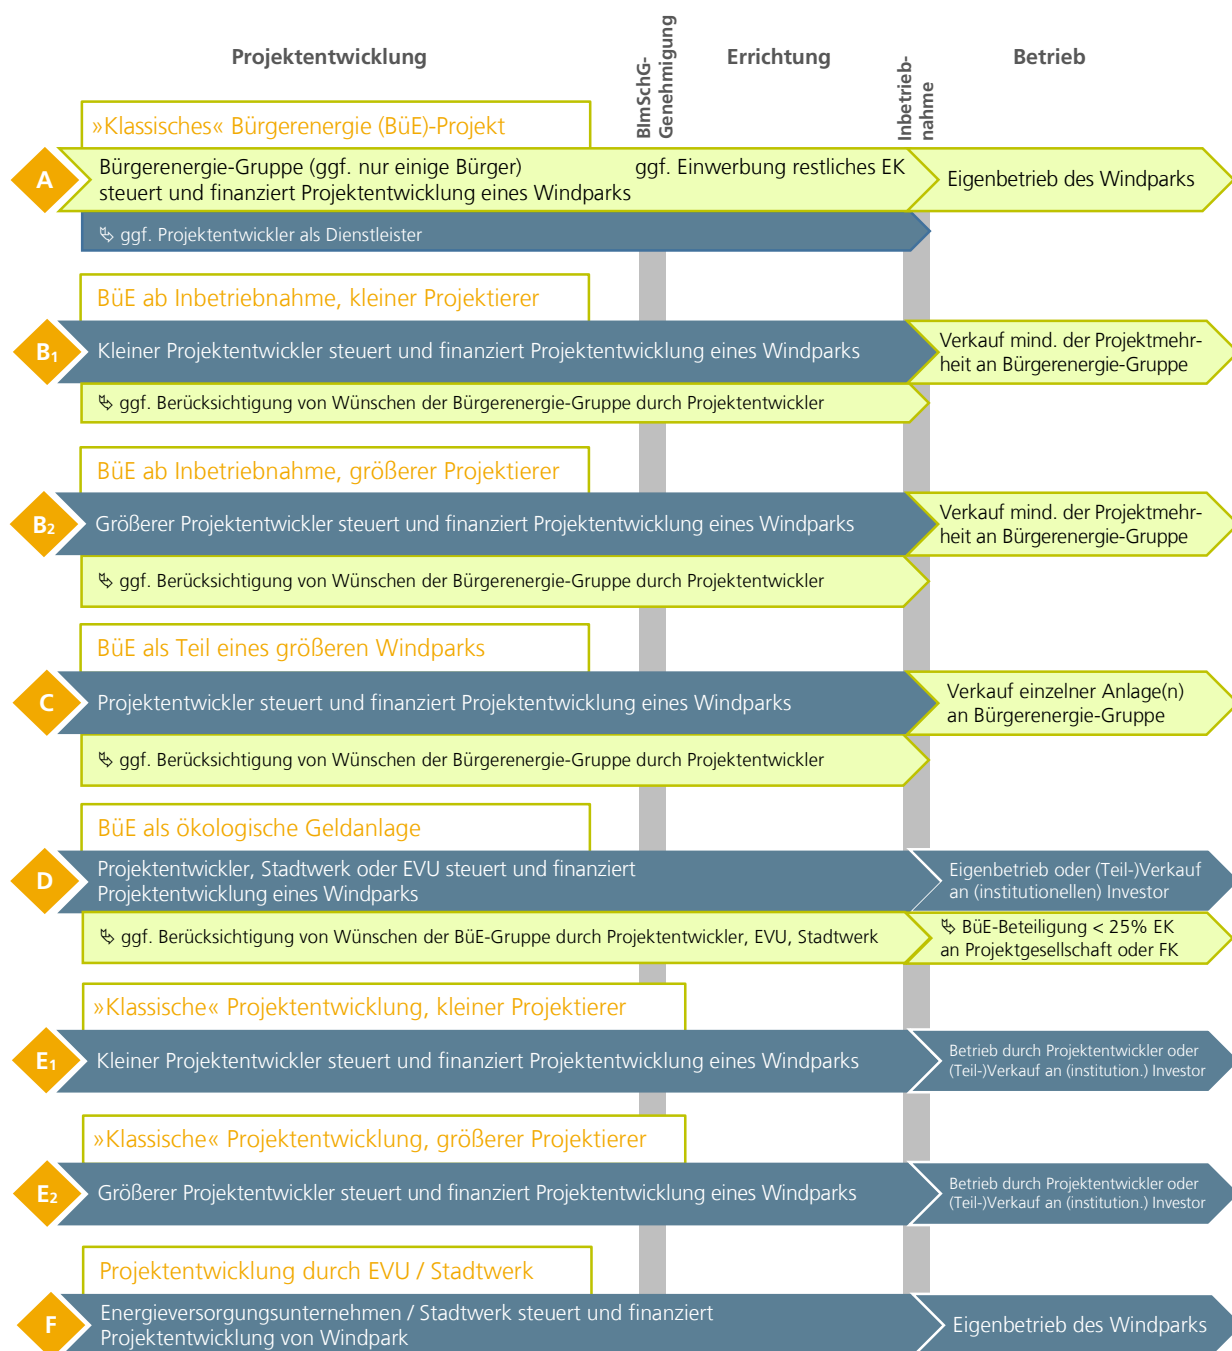 Projektentwicklung
BImSchG-
Genehmigung
Errichtung
Inbetrieb-
nahme
Betrieb
»Klassisches« Bürgerenergie (BüE)-Projekt
A
Bürgerenergie-Gruppe (ggf. nur einige Bürger)
steuert und finanziert Projektentwicklung eines Windparks
ggf. Einwerbung restliches EK
Eigenbetrieb des Windparks
⮱ ggf. Projektentwickler als Dienstleister
BüE ab Inbetriebnahme, kleiner Projektierer
B1
Kleiner Projektentwickler steuert und finanziert Projektentwicklung eines Windparks
Verkauf mind. der Projektmehr-
heit an Bürgerenergie-Gruppe
⮱ ggf. Berücksichtigung von Wünschen der Bürgerenergie-Gruppe durch Projektentwickler
BüE ab Inbetriebnahme, größerer Projektierer
B2
Größerer Projektentwickler steuert und finanziert Projektentwicklung eines Windparks
Verkauf mind. der Projektmehr-
heit an Bürgerenergie-Gruppe
⮱ ggf. Berücksichtigung von Wünschen der Bürgerenergie-Gruppe durch Projektentwickler
BüE als Teil eines größeren Windparks
C
Projektentwickler steuert und finanziert Projektentwicklung eines Windparks
Verkauf einzelner Anlage(n)
an Bürgerenergie-Gruppe
⮱ ggf. Berücksichtigung von Wünschen der Bürgerenergie-Gruppe durch Projektentwickler
BüE als ökologische Geldanlage
D
Projektentwickler, Stadtwerk oder EVU steuert und finanziert
Projektentwicklung eines Windparks
Eigenbetrieb oder (Teil-)Verkauf
an (institutionellen) Investor
⮱ ggf. Berücksichtigung von Wünschen der BüE-Gruppe durch Projektentwickler, EVU, Stadtwerk
⮱ BüE-Beteiligung < 25% EK
an Projektgesellschaft oder FK
»Klassische« Projektentwicklung, kleiner Projektierer
E1
Kleiner Projektentwickler steuert und finanziert Projektentwicklung eines Windparks
Betrieb durch Projektentwickler oder
(Teil-)Verkauf an (institution.) Investor
»Klassische« Projektentwicklung, größerer Projektierer
E2
Größerer Projektentwickler steuert und finanziert Projektentwicklung eines Windparks
Betrieb durch Projektentwickler oder
(Teil-)Verkauf an (institution.) Investor
Projektentwicklung durch EVU / Stadtwerk
F
Energieversorgungsunternehmen / Stadtwerk steuert und finanziert
Projektentwicklung von Windpark
Eigenbetrieb des Windparks